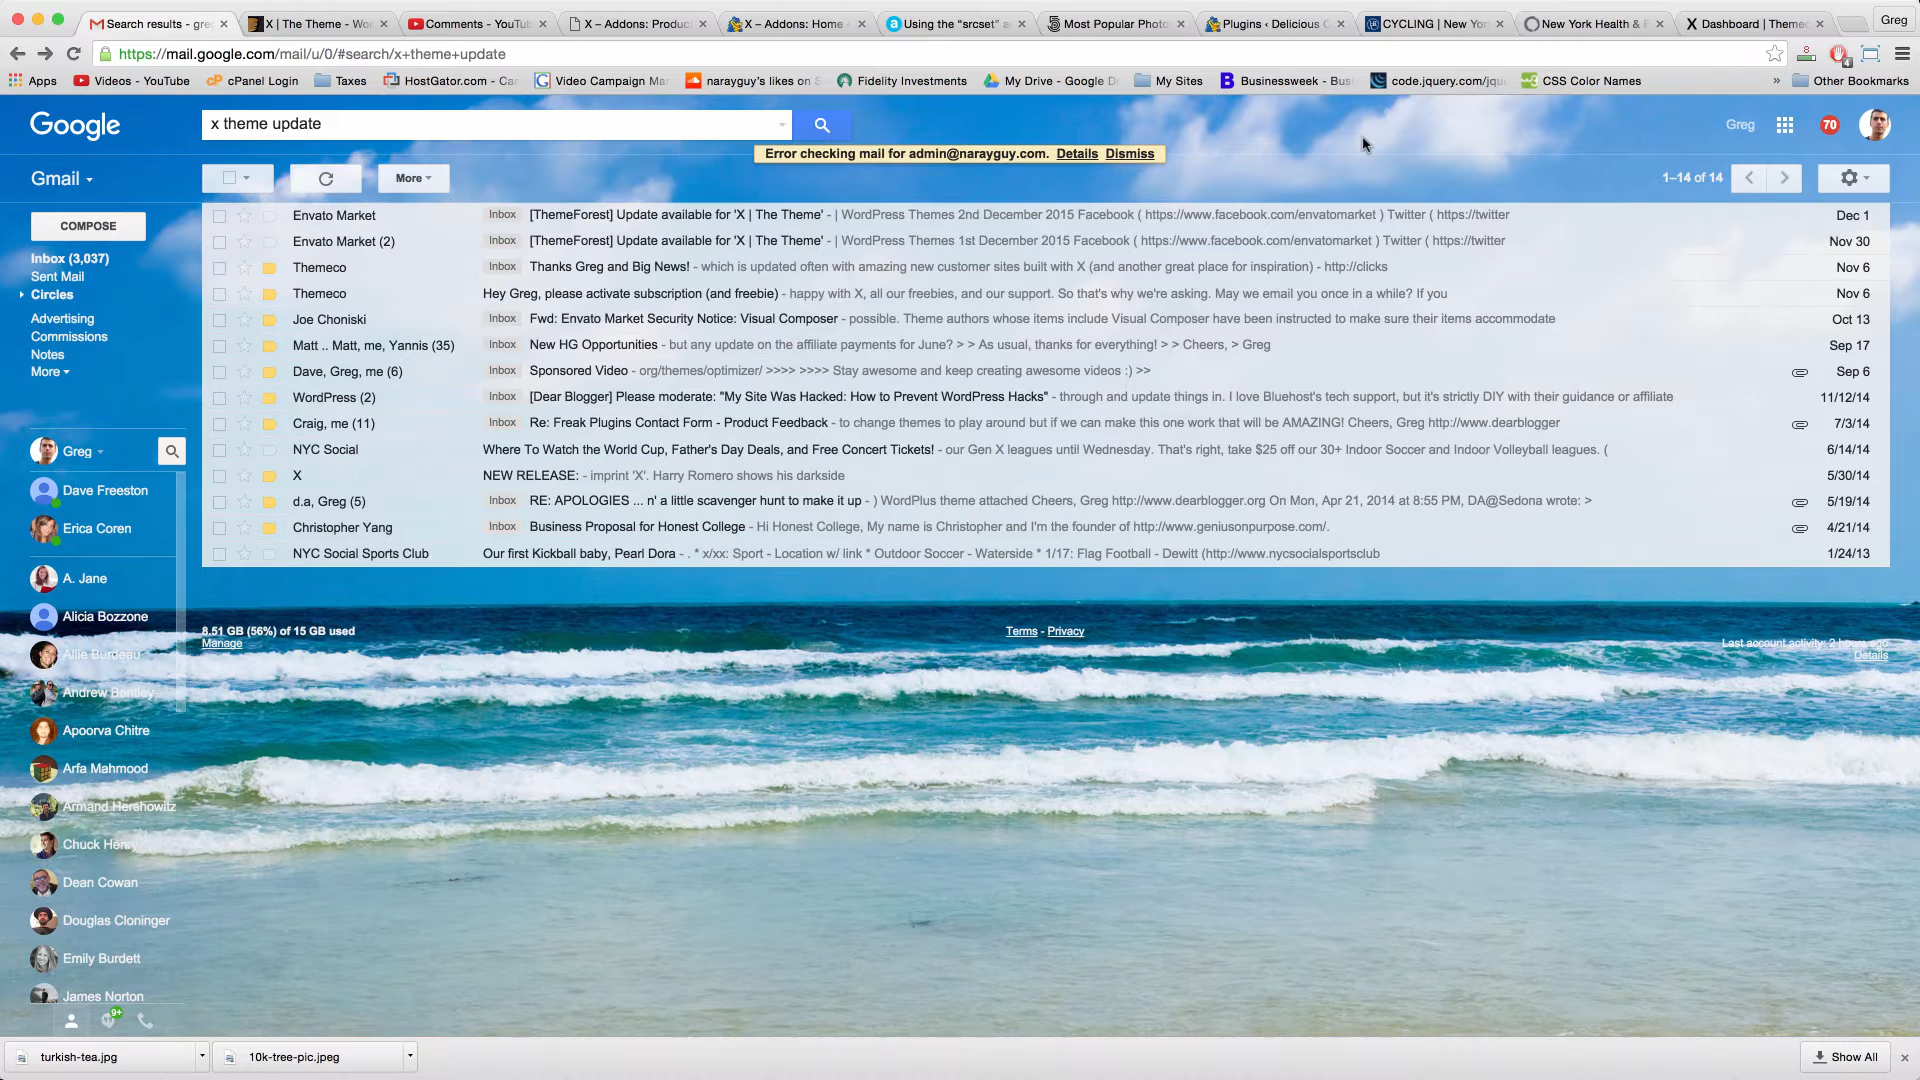 Search results - gre
X | The Theme - Wo
Comments - YouTu
X – Addons: Produc
X – Addons: Home
Using the "srcset" a
Most Popular Photo
Plugins ‹ Delicious C
CYCLING | New York
New York Health & F
Dashboard | Themec
Greg
https://mail.google.com/mail/u/0/#search/x+theme+update
Apps
Videos - YouTube
cPanel Login
Taxes
HostGator.com - Can
Video Campaign Man
narayguy's likes on S
Fidelity Investments
My Drive - Google D
My Sites
Businessweek - Busi
code.jquery.com/jqu
CSS Color Names
» Other Bookmarks
Google
x theme update
Greg
70
Error checking mail for admin@narayguy.com. Details Dismiss
Gmail
More
1–14 of 14
COMPOSE
Inbox (3,037)
Sent Mail
Circles
Advertising
Commissions
Notes
More
Envato Market Inbox [ThemeForest] Update available for 'X | The Theme' - | WordPress Themes 2nd December 2015 Facebook ( https://www.facebook.com/envatomarket ) Twitter ( https://twitter Dec 1
Envato Market (2) Inbox [ThemeForest] Update available for 'X | The Theme' - | WordPress Themes 1st December 2015 Facebook ( https://www.facebook.com/envatomarket ) Twitter ( https://twitter Nov 30
Themeco Inbox Thanks Greg and Big News! - which is updated often with amazing new customer sites built with X (and another great place for inspiration) - http://clicks Nov 6
Themeco Hey Greg, please activate subscription (and freebie) - happy with X, all our freebies, and our support. So that's why we're asking. May we email you once in a while? If you Nov 6
Joe Choniski Inbox Fwd: Envato Market Security Notice: Visual Composer - possible. Theme authors whose items include Visual Composer have been instructed to make sure their items accommodate Oct 13
Matt .. Matt, me, Yannis (35) Inbox New HG Opportunities - but any update on the affiliate payments for June? > > As usual, thanks for everything! > > Cheers, > Greg Sep 17
Dave, Greg, me (6) Inbox Sponsored Video - org/themes/optimizer/ >>>> >>>> Stay awesome and keep creating awesome videos :) >> Sep 6
WordPress (2) Inbox [Dear Blogger] Please moderate: "My Site Was Hacked: How to Prevent WordPress Hacks" - through and update things in. I love Bluehost's tech support, but it's strictly DIY with their guidance or affiliate 11/12/14
Craig, me (11) Inbox Re: Freak Plugins Contact Form - Product Feedback - to change themes to play around but if we can make this one work that will be AMAZING! Cheers, Greg http://www.dearblogger 7/3/14
NYC Social Where To Watch the World Cup, Father's Day Deals, and Free Concert Tickets! - our Gen X leagues until Wednesday. That's right, take $25 off our 30+ Indoor Soccer and Indoor Volleyball leagues. ( 6/14/14
X NEW RELEASE: - imprint 'X'. Harry Romero shows his darkside 5/30/14
d.a, Greg (5) Inbox RE: APOLOGIES ... n' a little scavenger hunt to make it up - ) WordPlus theme attached Cheers, Greg http://www.dearblogger.org On Mon, Apr 21, 2014 at 8:55 PM, DA@Sedona wrote: > 5/19/14
Christopher Yang Inbox Business Proposal for Honest College - Hi Honest College, My name is Christopher and I'm the founder of http://www.geniusonpurpose.com/. 4/21/14
NYC Social Sports Club Our first Kickball baby, Pearl Dora - . * x/xx: Sport - Location w/ link * Outdoor Soccer - Waterside * 1/17: Flag Football - Dewitt (http://www.nycsocialsportsclub 1/24/13
Greg
Dave Freeston
Erica Coren
A. Jane
Alicia Bozzone
Allie Burdeau
Andrew Bentley
Apoorva Chitre
Arfa Mahmood
Armand Hershowitz
Chuck Henry
Dean Cowan
Douglas Cloninger
Emily Burdett
James Norton
9+
8.51 GB (56%) of 15 GB used
Manage
Terms - Privacy
Last account activity: 2 hours ago
Details
turkish-tea.jpg
10k-tree-pic.jpeg
Show All